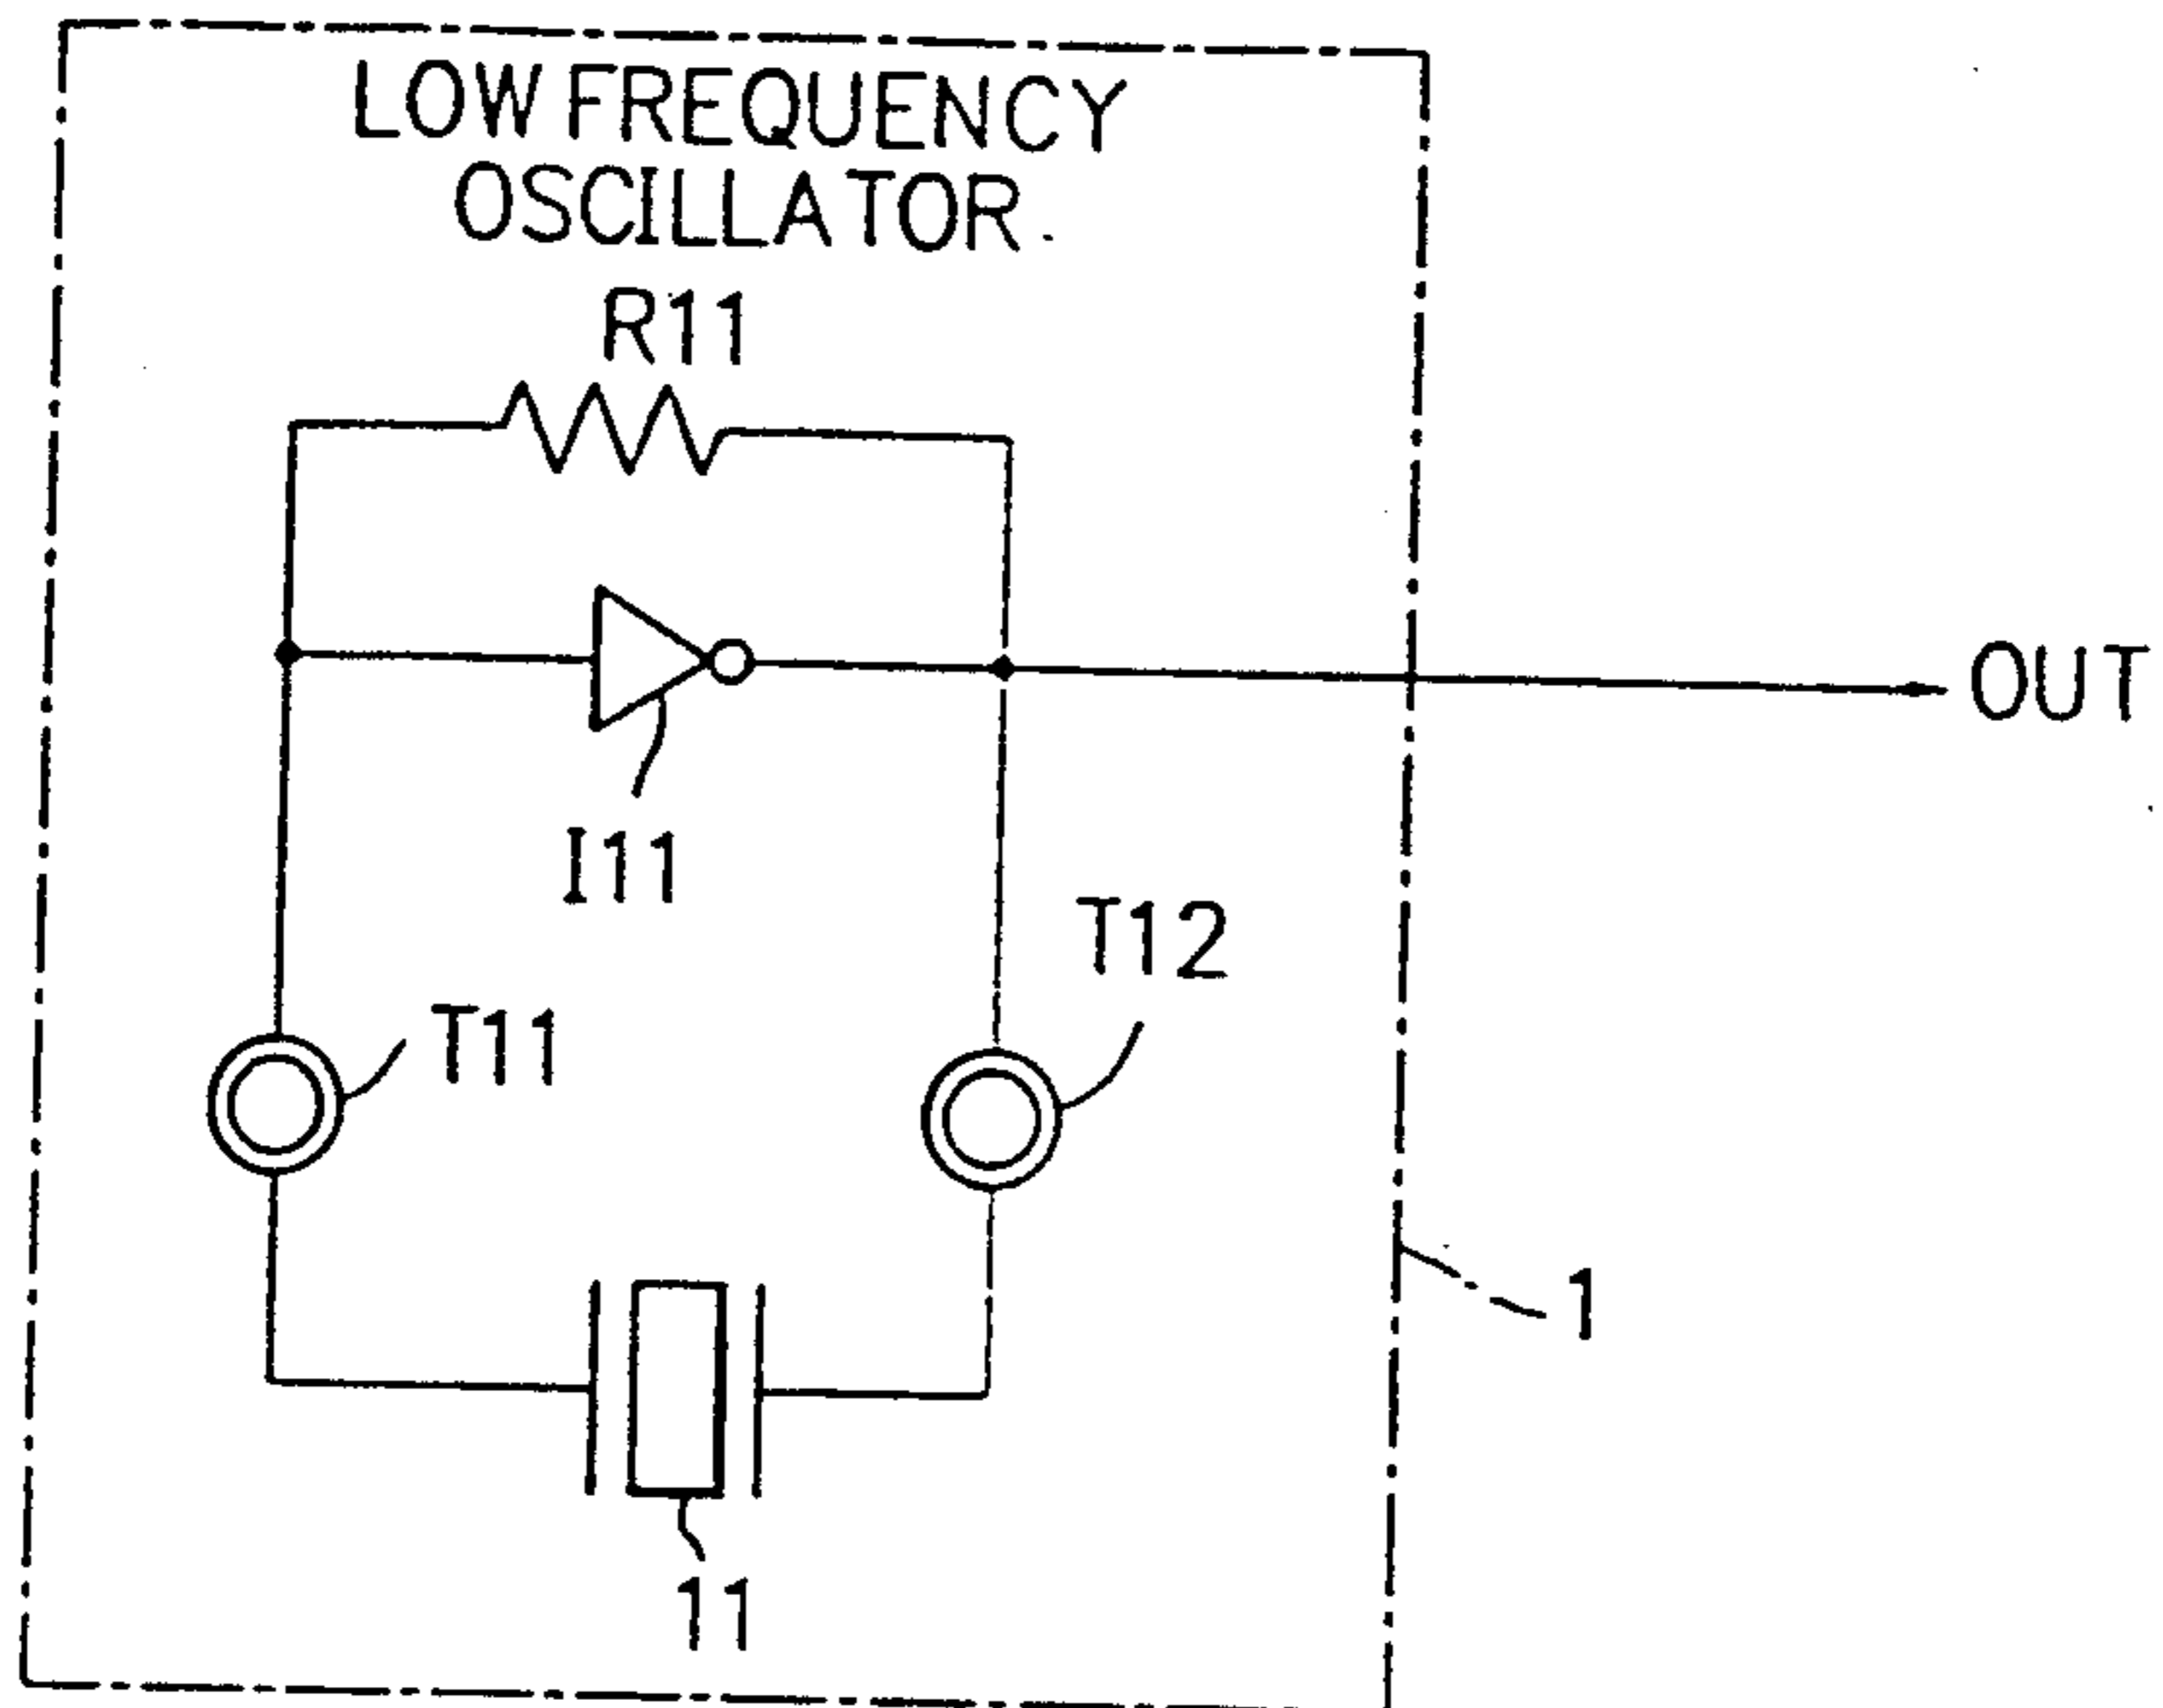 LOW FREQUENCY
OSCILLATOR.
R11
OUT
I11
T12
T11
1
11